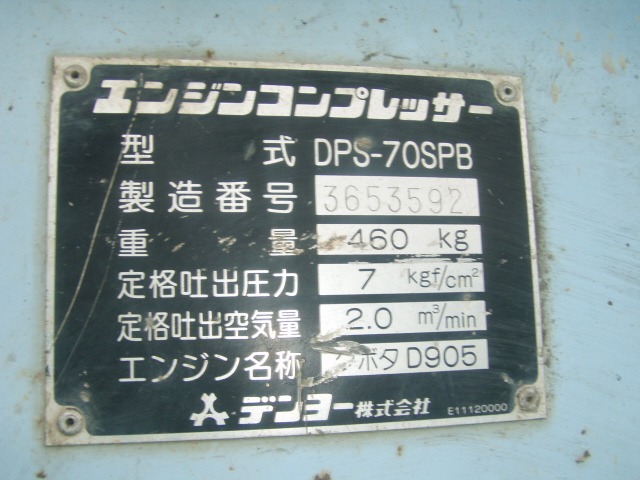 エンジンコンプレッサー
型式 DPS-70SPB
製造番号 3653592
重量 460 kg
定格吐出圧力 7 kgf/cm²
定格吐出空気量 2.0 m³/min
エンジン名称 クボタ D905
デンヨー株式会社 E11120000